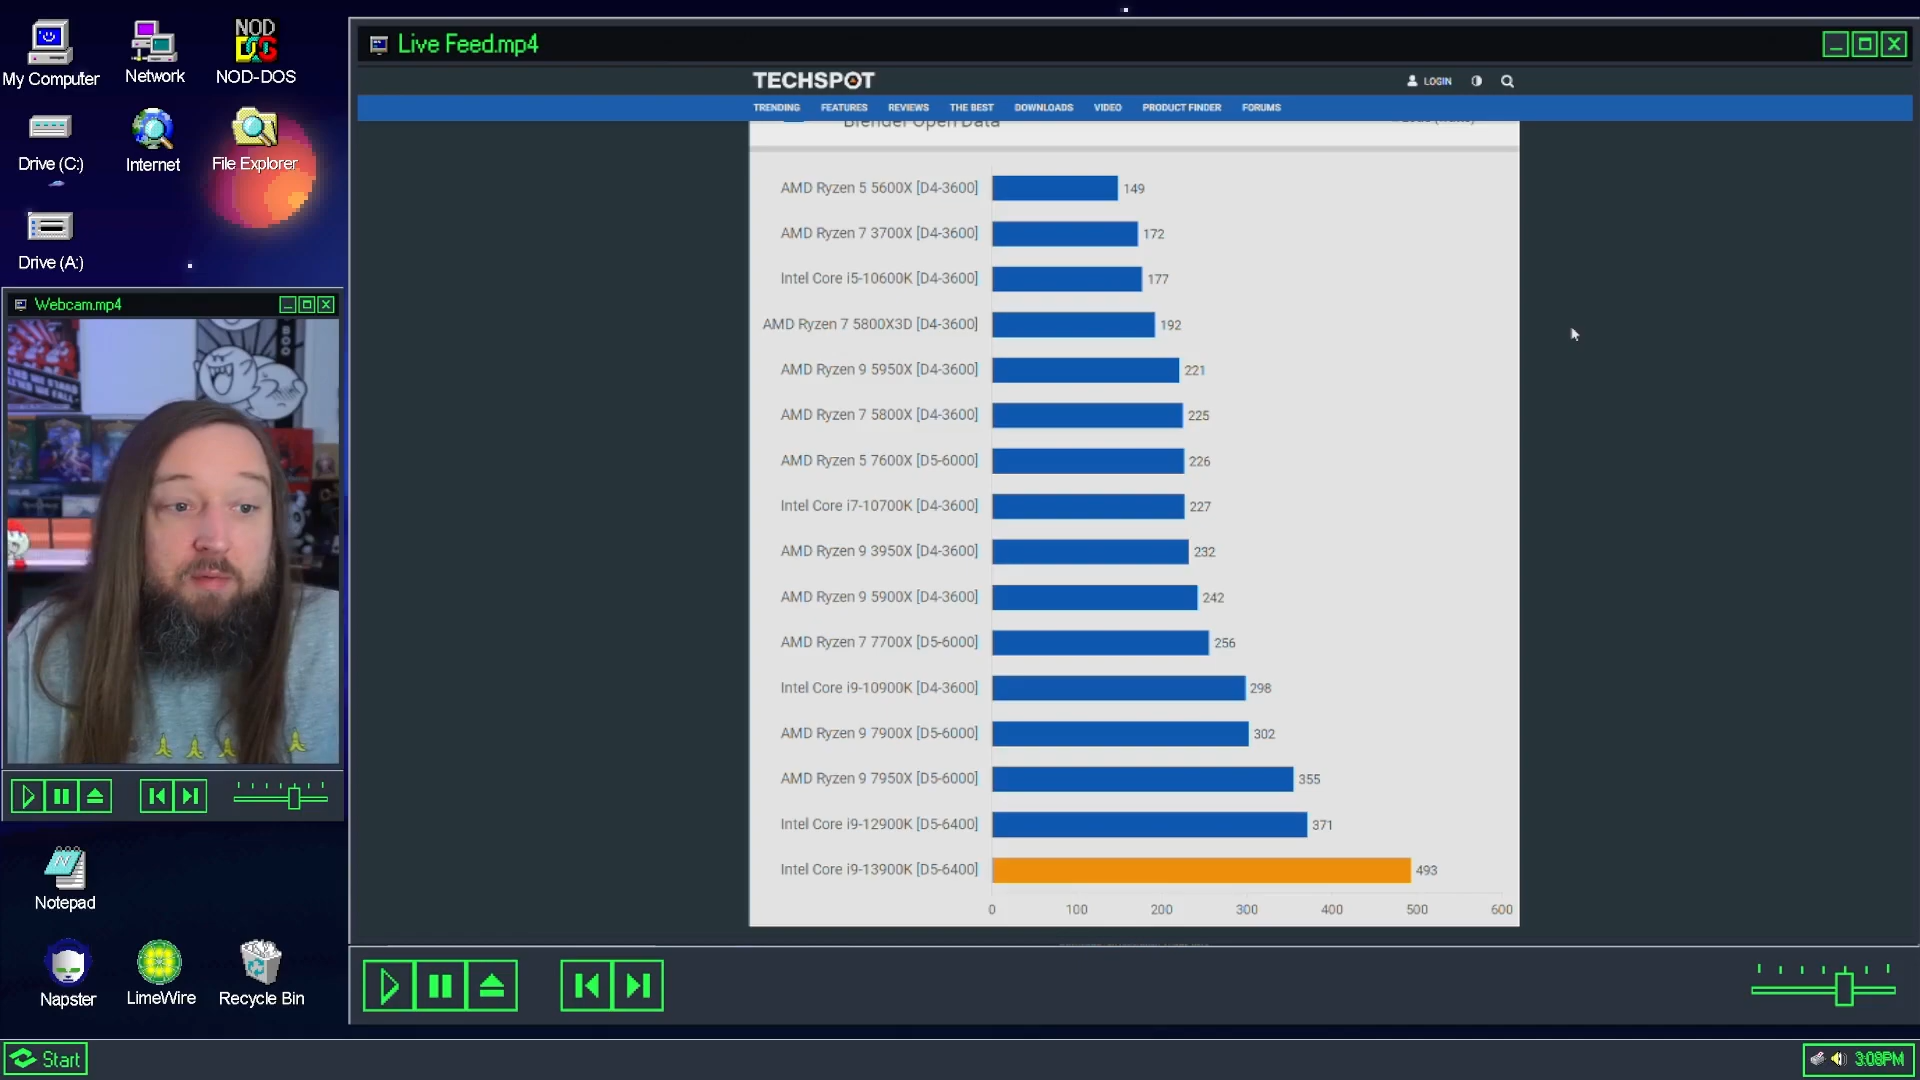 My Computer
Network
NOD-DOS
Drive (C:)
Internet
File Explorer
Drive (A:)
Webcam.mp4
BOO
Notepad
Napster
LimeWire
Recycle Bin
Start
Live Feed.mp4
TECHSPOT
LOGIN
TRENDING FEATURES REVIEWS THE BEST DOWNLOADS VIDEO PRODUCT FINDER FORUMS
Blender Open Data
AMD Ryzen 5 5600X [D4-3600] 149
AMD Ryzen 7 3700X [D4-3600] 172
Intel Core i5-10600K [D4-3600] 177
AMD Ryzen 7 5800X3D [D4-3600] 192
AMD Ryzen 9 5950X [D4-3600] 221
AMD Ryzen 7 5800X [D4-3600] 225
AMD Ryzen 5 7600X [D5-6000] 226
Intel Core i7-10700K [D4-3600] 227
AMD Ryzen 9 3950X [D4-3600] 232
AMD Ryzen 9 5900X [D4-3600] 242
AMD Ryzen 7 7700X [D5-6000] 256
Intel Core i9-10900K [D4-3600] 298
AMD Ryzen 9 7900X [D5-6000] 302
AMD Ryzen 9 7950X [D5-6000] 355
Intel Core i9-12900K [D5-6400] 371
Intel Core i9-13900K [D5-6400] 493
0 100 200 300 400 500 600
3:08PM